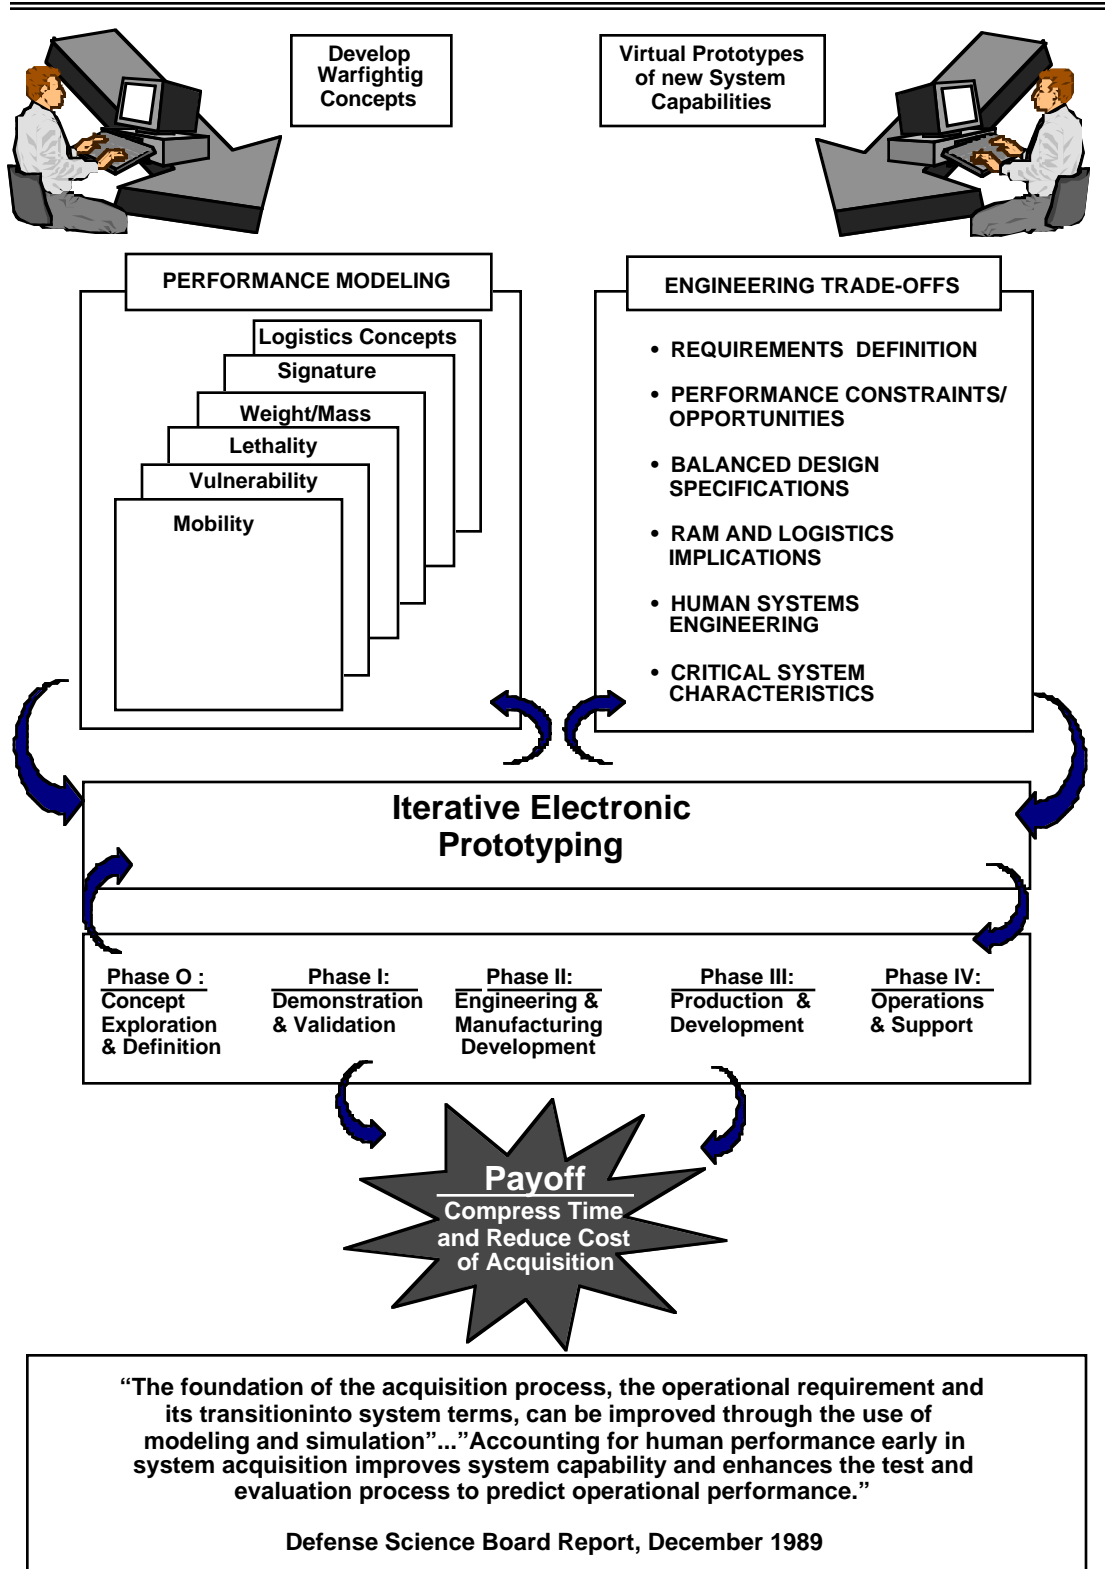 Develop
Warfightig
Concepts
Virtual Prototypes
of new System
Capabilities
PERFORMANCE MODELING
Logistics Concepts
Signature
Weight/Mass
Lethality
Vulnerability
Mobility
ENGINEERING TRADE-OFFS
• REQUIREMENTS DEFINITION
• PERFORMANCE CONSTRAINTS/
OPPORTUNITIES
• BALANCED DESIGN
SPECIFICATIONS
• RAM AND LOGISTICS
IMPLICATIONS
• HUMAN SYSTEMS
ENGINEERING
• CRITICAL SYSTEM
CHARACTERISTICS
Iterative Electronic
Prototyping
Phase O :
Concept
Exploration
& Definition
Phase I:
Demonstration
& Validation
Phase II:
Engineering &
Manufacturing
Development
Phase III:
Production &
Development
Phase IV:
Operations
& Support
Payoff
Compress Time
and Reduce Cost
of Acquisition
“The foundation of the acquisition process, the operational requirement and
its transitioninto system terms, can be improved through the use of
modeling and simulation”...”Accounting for human performance early in
system acquisition improves system capability and enhances the test and
evaluation process to predict operational performance.”
Defense Science Board Report, December 1989